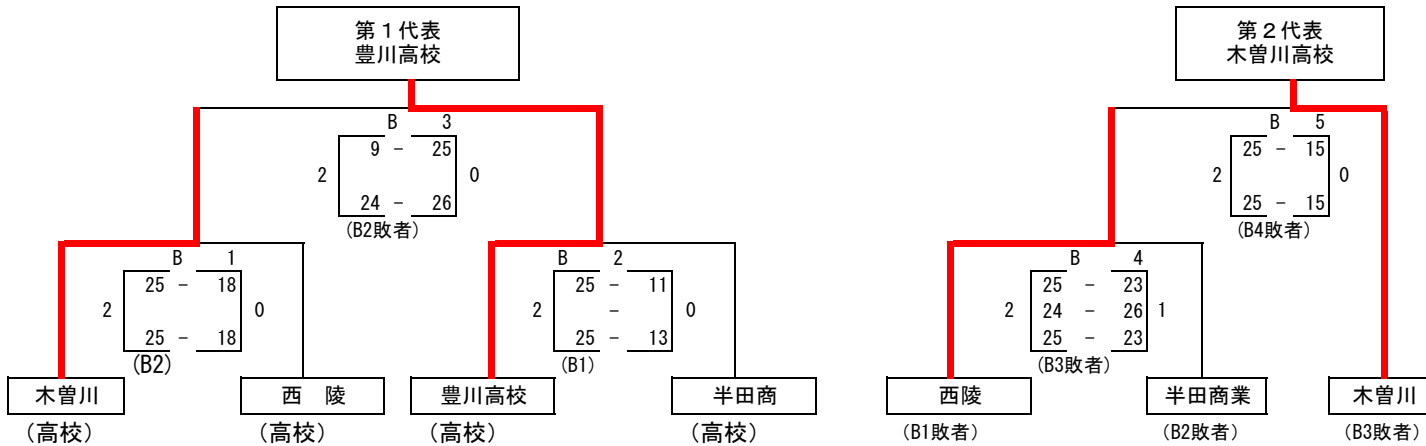 第１代表
豊川高校
B 3
9 - 25
2 0
24 - 26
(B2敗者)
B 1
25 - 18
2 0
25 - 18
(B2)
B 2
25 - 11
2 - 0
25 - 13
(B1)
木曽川
西　陵
豊川高校
半田商
(高校)
(高校)
(高校)
(高校)
第２代表
木曽川高校
B 5
25 - 15
2 0
25 - 15
(B4敗者)
B 4
25 - 23
2 24 - 26 1
25 - 23
(B3敗者)
西陵
半田商業
木曽川
(B1敗者)
(B2敗者)
(B3敗者)